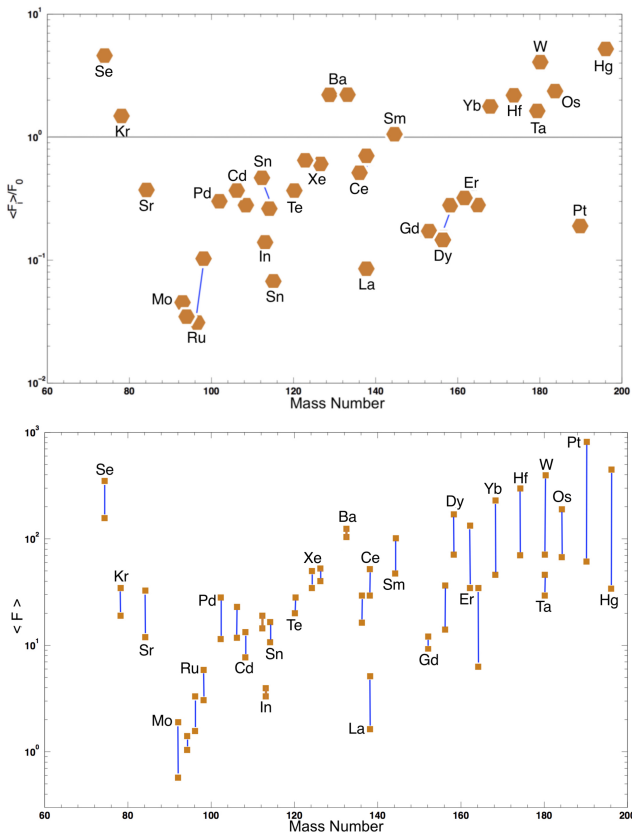 10^1
W
Hg
Se
Ba
Yb
Hf
Os
Kr
Sm
Ta
10^0
<F_i>/F_0
Sn
Cd
Xe
Ce
Er
Sr
Pd
Te
Gd
Pt
Dy
In
10^-1
La
Sn
Mo
Ru
10^-2
60 80 100 120 140 160 180 200
Mass Number
10^3
Pt
Se
W
Hf
Yb
Os
Dy
Ba
10^2
Xe
Ce
Kr
Sm
< F >
Pd
Er
Ta
Hg
Te
Sr
Sn
Gd
10^1
Ru
Cd
In
Mo
La
10^0
60 80 100 120 140 160 180 200
Mass Number